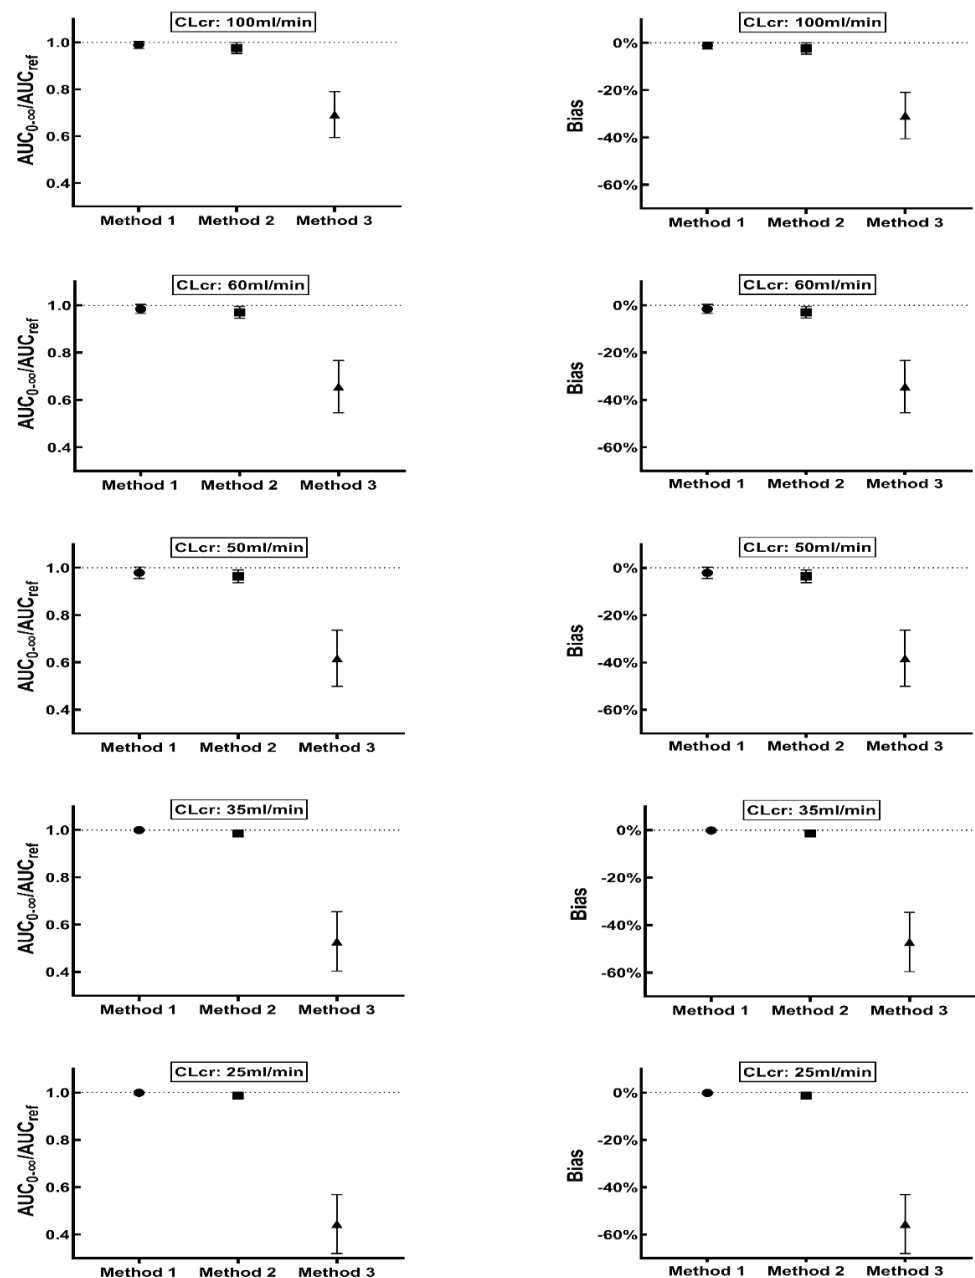 CLcr: 100ml/min
AUC0-∞/AUCref
1.0
0.8
0.6
0.4
Method 1 Method 2 Method 3
CLcr: 100ml/min
Bias
0%
-20%
-40%
-60%
Method 1 Method 2 Method 3
CLcr: 60ml/min
AUC0-∞/AUCref
1.0
0.8
0.6
0.4
Method 1 Method 2 Method 3
CLcr: 60ml/min
Bias
0%
-20%
-40%
-60%
Method 1 Method 2 Method 3
CLcr: 50ml/min
AUC0-∞/AUCref
1.0
0.8
0.6
0.4
Method 1 Method 2 Method 3
CLcr: 50ml/min
Bias
0%
-20%
-40%
-60%
Method 1 Method 2 Method 3
CLcr: 35ml/min
AUC0-∞/AUCref
1.0
0.8
0.6
0.4
Method 1 Method 2 Method 3
CLcr: 35ml/min
Bias
0%
-20%
-40%
-60%
Method 1 Method 2 Method 3
CLcr: 25ml/min
AUC0-∞/AUCref
1.0
0.8
0.6
0.4
Method 1 Method 2 Method 3
CLcr: 25ml/min
Bias
0%
-20%
-40%
-60%
Method 1 Method 2 Method 3